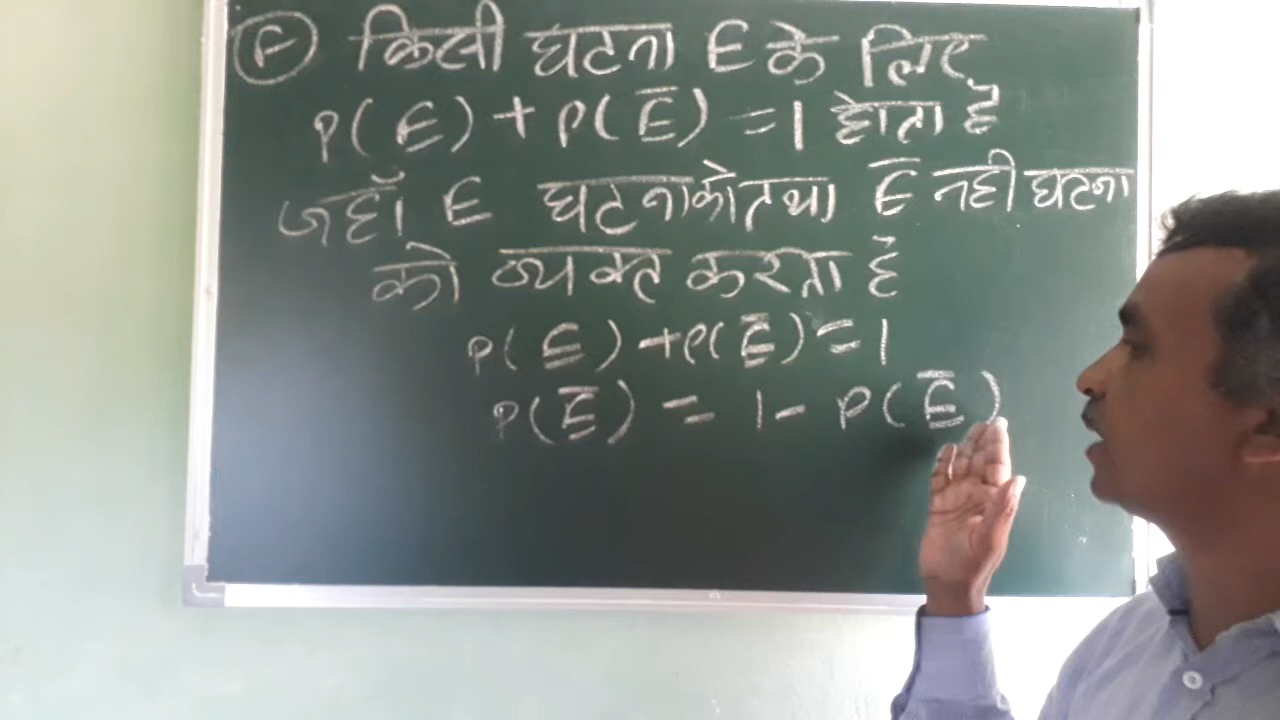 (F) किसी घटना E के लिए
P(E) + P(E̅) = 1 होता है
जहाँ E घटना को तथा E̅ नही घटना
को व्यक्त करता है
P(E) + P(E̅) = 1
P(E̅) = 1 - P(E̅)